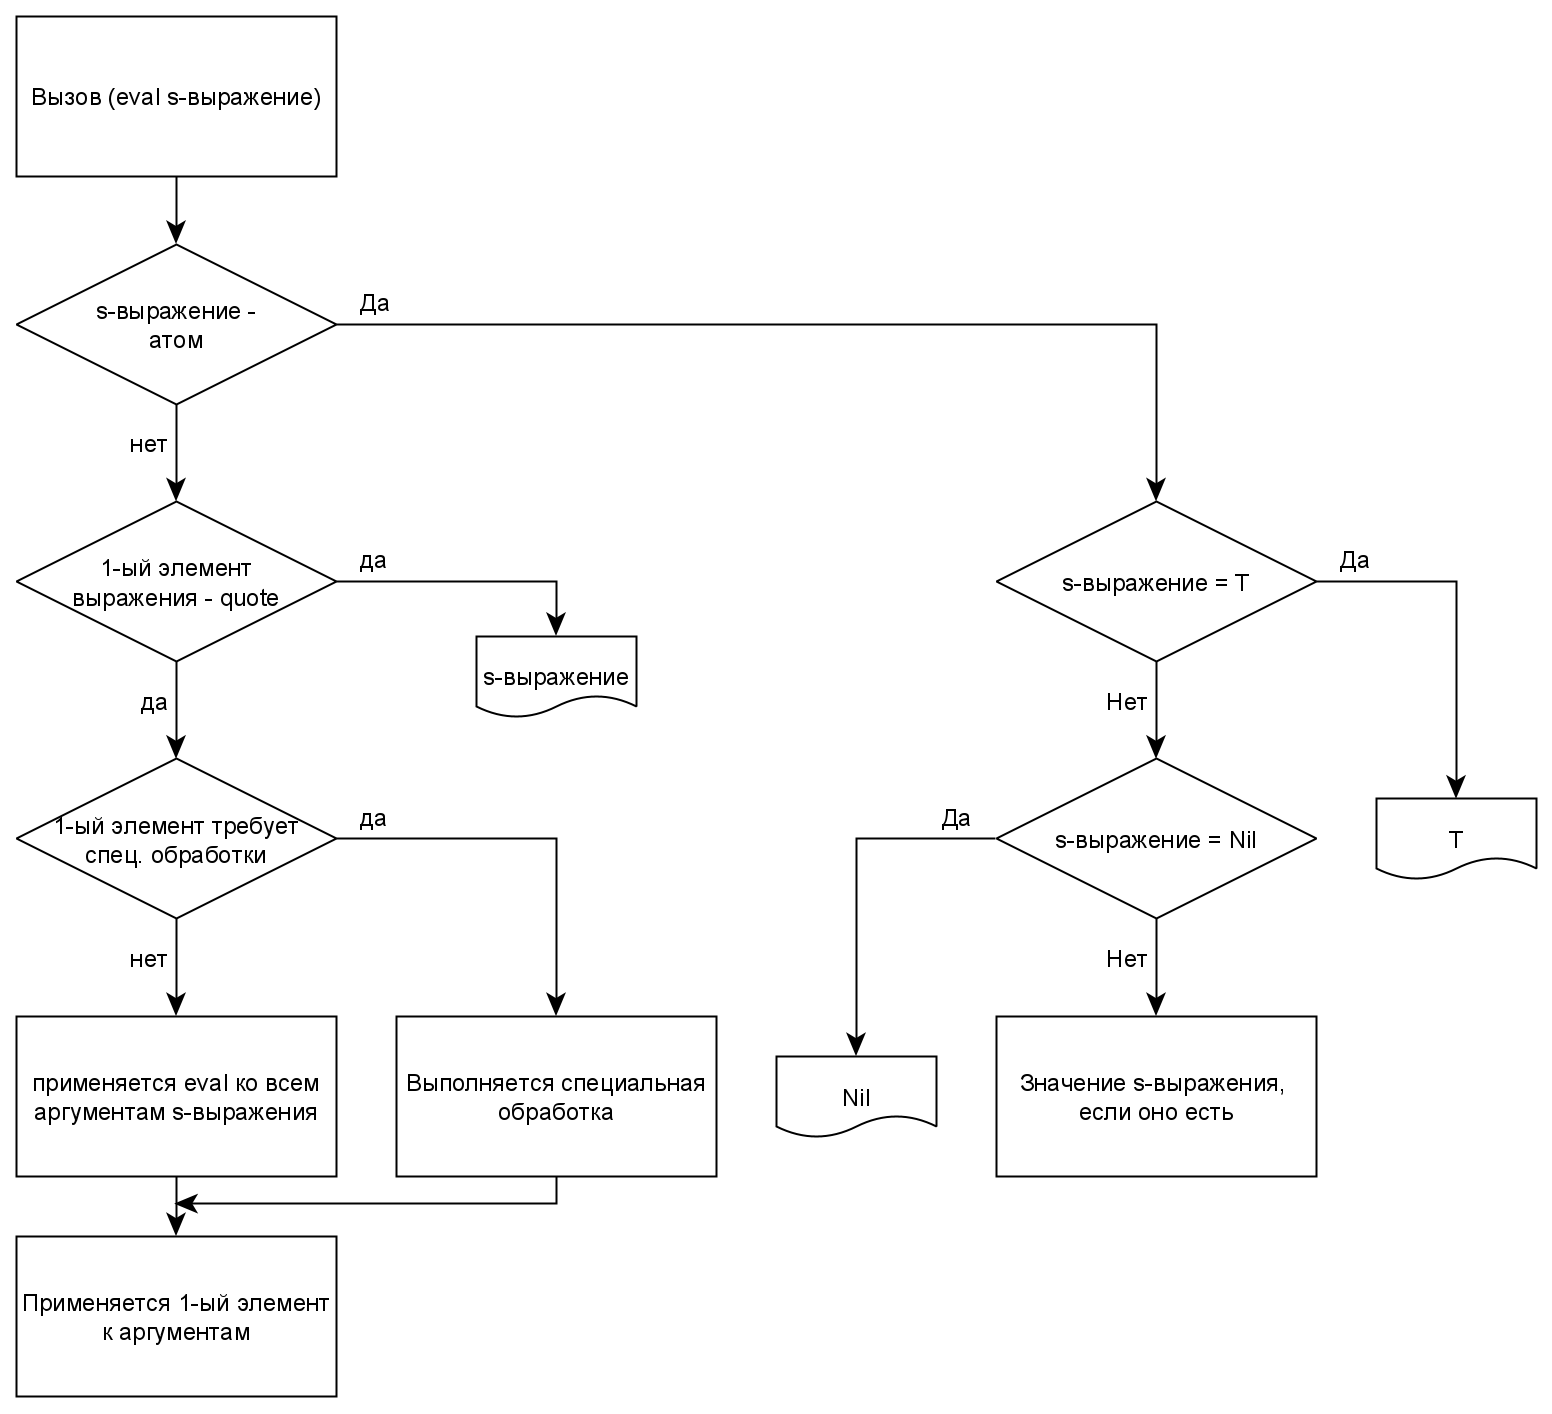 Вызов (eval s-выражение)
s-выражение -
атом
Да
нет
1-ый элемент
выражения - quote
да
s-выражение
да
1-ый элемент требует
спец. обработки
да
нет
применяется eval ко всем
аргументам s-выражения
Выполняется специальная
обработка
Применяется 1-ый элемент
к аргументам
s-выражение = T
Да
T
Нет
s-выражение = Nil
Да
Nil
Нет
Значение s-выражения,
если оно есть